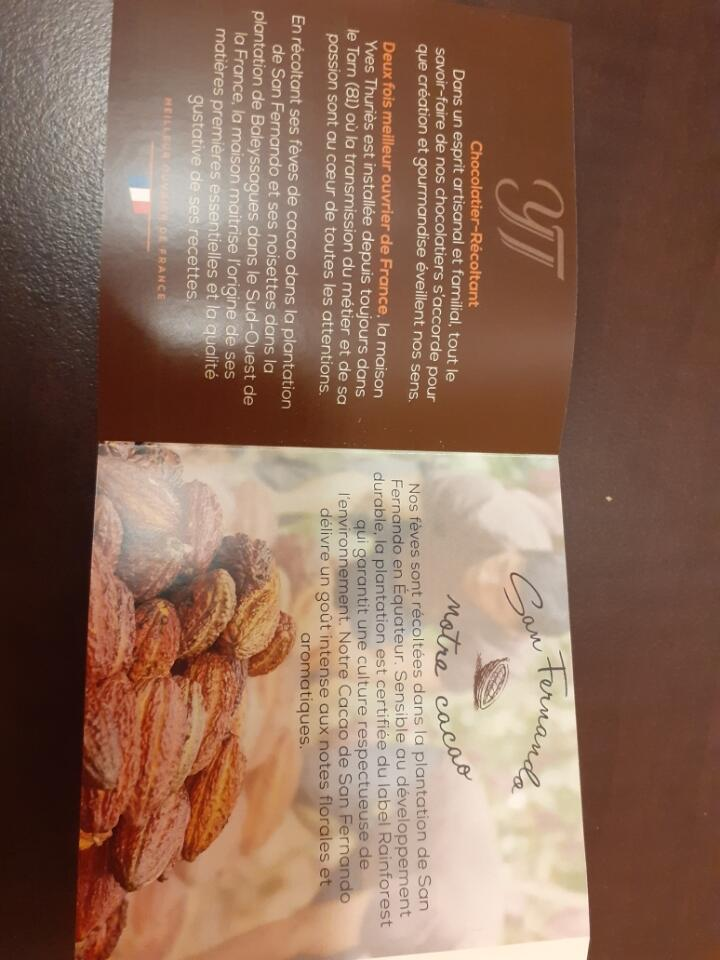 YT
Chocolatier-Récoltant
Dans un esprit artisanal et familial, tout le
savoir-faire de nos chocolatiers s'accorde pour
que création et gourmandise éveillent nos sens.
Deux fois meilleur ouvrier de France, la maison
Yves Thuriès est installée depuis toujours dans
le Tarn (81) où la transmission du métier et de sa
passion sont au cœur de toutes les attentions.
En récoltant ses fèves de cacao dans la plantation
de San Fernando et ses noisettes dans la
plantation de Baleyssagues dans le Sud-Ouest de
la France, la maison maitrise l'origine de ses
matières premières essentielles et la qualité
gustative de ses recettes.
MEILLEUR OUVRIER DE FRANCE
San Fernando
notre cacao
Nos fèves sont récoltées dans la plantation de San
Fernando en Équateur. Sensible au développement
durable, la plantation est certifiée du label Rainforest
qui garantit une culture respectueuse de
l'environnement. Notre Cacao de San Fernando
délivre un goût intense aux notes florales et
aromatiques.